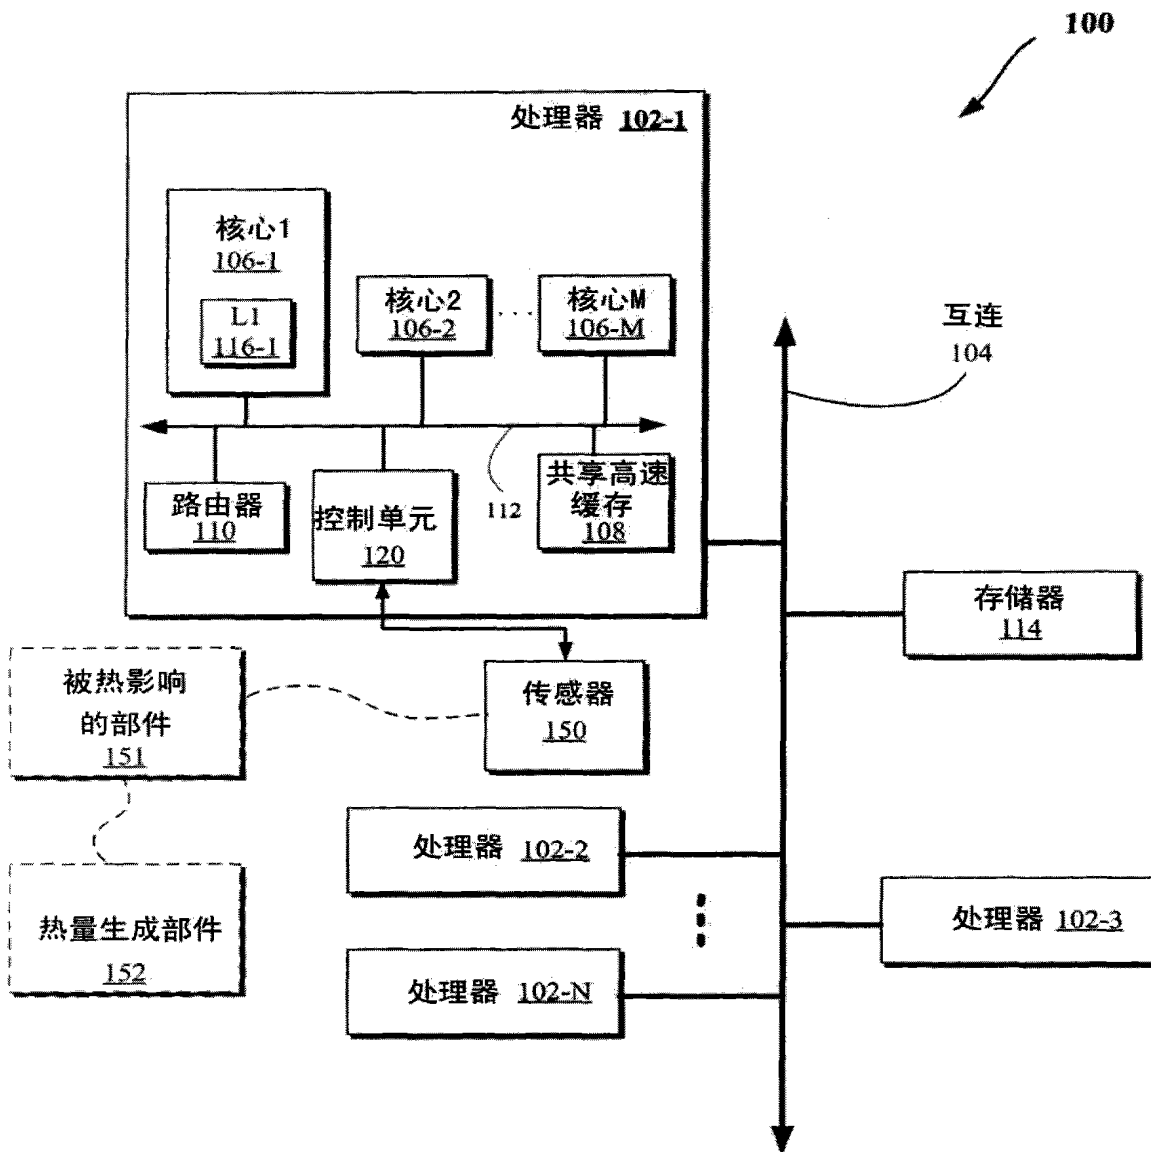 100
处理器 102-1
核心1
106-1
L1
116-1
核心2
106-2
核心M
106-M
互连
104
路由器
110
控制单元
120
112
共享高速
缓存
108
存储器
114
被热影响
的部件
151
传感器
150
处理器 102-2
热量生成部件
152
处理器 102-3
处理器 102-N